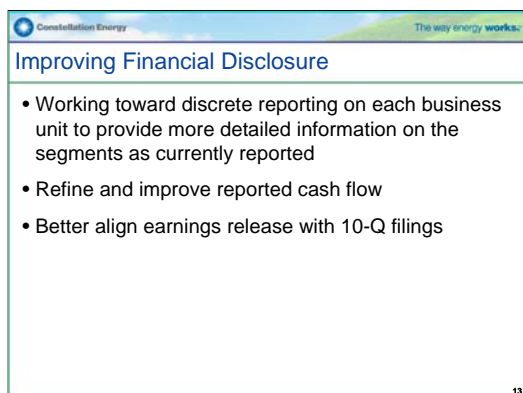 Constellation Energy
The way energy works.
Improving Financial Disclosure
• Working toward discrete reporting on each business
unit to provide more detailed information on the
segments as currently reported
• Refine and improve reported cash flow
• Better align earnings release with 10-Q filings
13